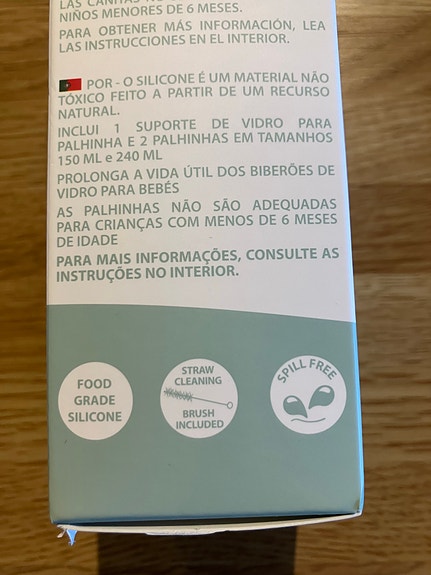 LAS CAÑITAS NO
NIÑOS MENORES DE 6 MESES.
PARA OBTENER MÁS INFORMACIÓN, LEA
LAS INSTRUCCIONES EN EL INTERIOR.
POR - O SILICONE É UM MATERIAL NÃO
TÓXICO FEITO A PARTIR DE UM RECURSO
NATURAL.
INCLUI 1 SUPORTE DE VIDRO PARA
PALHINHA E 2 PALHINHAS EM TAMANHOS
150 ML e 240 ML
PROLONGA A VIDA ÚTIL DOS BIBERÕES DE
VIDRO PARA BEBÉS
AS PALHINHAS NÃO SÃO ADEQUADAS
PARA CRIANÇAS COM MENOS DE 6 MESES
DE IDADE
PARA MAIS INFORMAÇÕES, CONSULTE AS
INSTRUÇÕES NO INTERIOR.
FOOD
GRADE
SILICONE
STRAW
CLEANING
BRUSH
INCLUDED
SPILL FREE